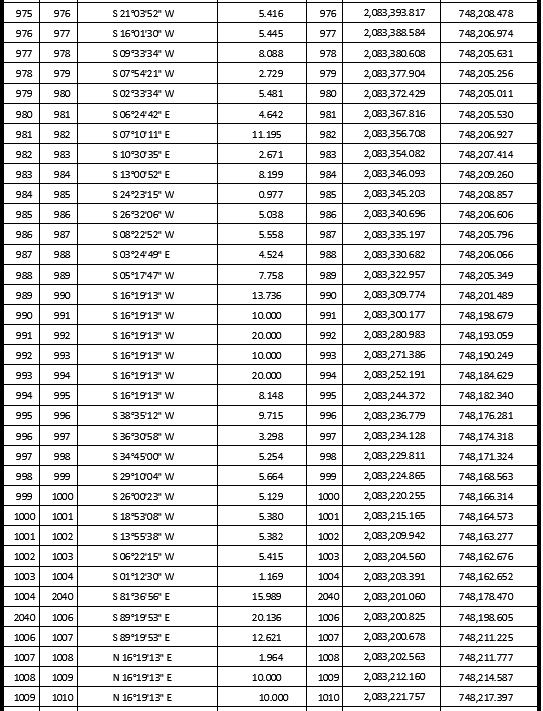 975 976 S 21°03'52" W 5.416 976 2,083,393.817 748,208.478
976 977 S 16°01'30" W 5.445 977 2,083,388.584 748,206.974
977 978 S 09°33'34" W 8.088 978 2,083,380.608 748,205.631
978 979 S 07°54'21" W 2.729 979 2,083,377.904 748,205.256
979 980 S 02°33'34" W 5.481 980 2,083,372.429 748,205.011
980 981 S 06°24'42" E 4.642 981 2,083,367.816 748,205.530
981 982 S 07°10'11" E 11.195 982 2,083,356.708 748,206.927
982 983 S 10°30'35" E 2.671 983 2,083,354.082 748,207.414
983 984 S 13°00'52" E 8.199 984 2,083,346.093 748,209.260
984 985 S 24°23'15" W 0.977 985 2,083,345.203 748,208.857
985 986 S 26°32'06" W 5.038 986 2,083,340.696 748,206.606
986 987 S 08°22'52" W 5.558 987 2,083,335.197 748,205.796
987 988 S 03°24'49" E 4.524 988 2,083,330.682 748,206.066
988 989 S 05°17'47" W 7.758 989 2,083,322.957 748,205.349
989 990 S 16°19'13" W 13.736 990 2,083,309.774 748,201.489
990 991 S 16°19'13" W 10.000 991 2,083,300.177 748,198.679
991 992 S 16°19'13" W 20.000 992 2,083,280.983 748,193.059
992 993 S 16°19'13" W 10.000 993 2,083,271.386 748,190.249
993 994 S 16°19'13" W 20.000 994 2,083,252.191 748,184.629
994 995 S 16°19'13" W 8.148 995 2,083,244.372 748,182.340
995 996 S 38°35'12" W 9.715 996 2,083,236.779 748,176.281
996 997 S 36°30'58" W 3.298 997 2,083,234.128 748,174.318
997 998 S 34°45'00" W 5.254 998 2,083,229.811 748,171.324
998 999 S 29°10'04" W 5.664 999 2,083,224.865 748,168.563
999 1000 S 26°00'23" W 5.129 1000 2,083,220.255 748,166.314
1000 1001 S 18°53'08" W 5.380 1001 2,083,215.165 748,164.573
1001 1002 S 13°55'38" W 5.382 1002 2,083,209.942 748,163.277
1002 1003 S 06°22'15" W 5.415 1003 2,083,204.560 748,162.676
1003 1004 S 01°12'30" W 1.169 1004 2,083,203.391 748,162.652
1004 2040 S 81°36'56" E 15.989 2040 2,083,201.060 748,178.470
2040 1006 S 89°19'53" E 20.136 1006 2,083,200.825 748,198.605
1006 1007 S 89°19'53" E 12.621 1007 2,083,200.678 748,211.225
1007 1008 N 16°19'13" E 1.964 1008 2,083,202.563 748,211.777
1008 1009 N 16°19'13" E 10.000 1009 2,083,212.160 748,214.587
1009 1010 N 16°19'13" E 10.000 1010 2,083,221.757 748,217.397